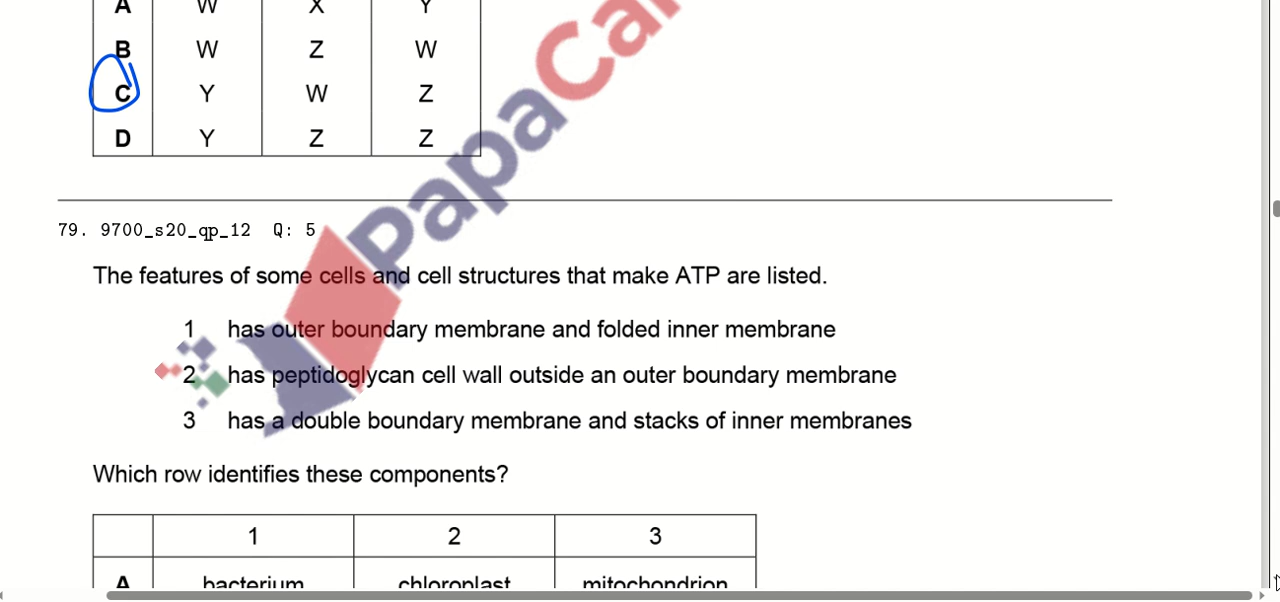 A W X Y
B W Z W
C Y W Z
D Y Z Z
PapaCa
79. 9700_s20_qp_12 Q: 5
The features of some cells and cell structures that make ATP are listed.
1 has outer boundary membrane and folded inner membrane
2 has peptidoglycan cell wall outside an outer boundary membrane
3 has a double boundary membrane and stacks of inner membranes
Which row identifies these components?
1 2 3
A bacterium chloroplast mitochondrion